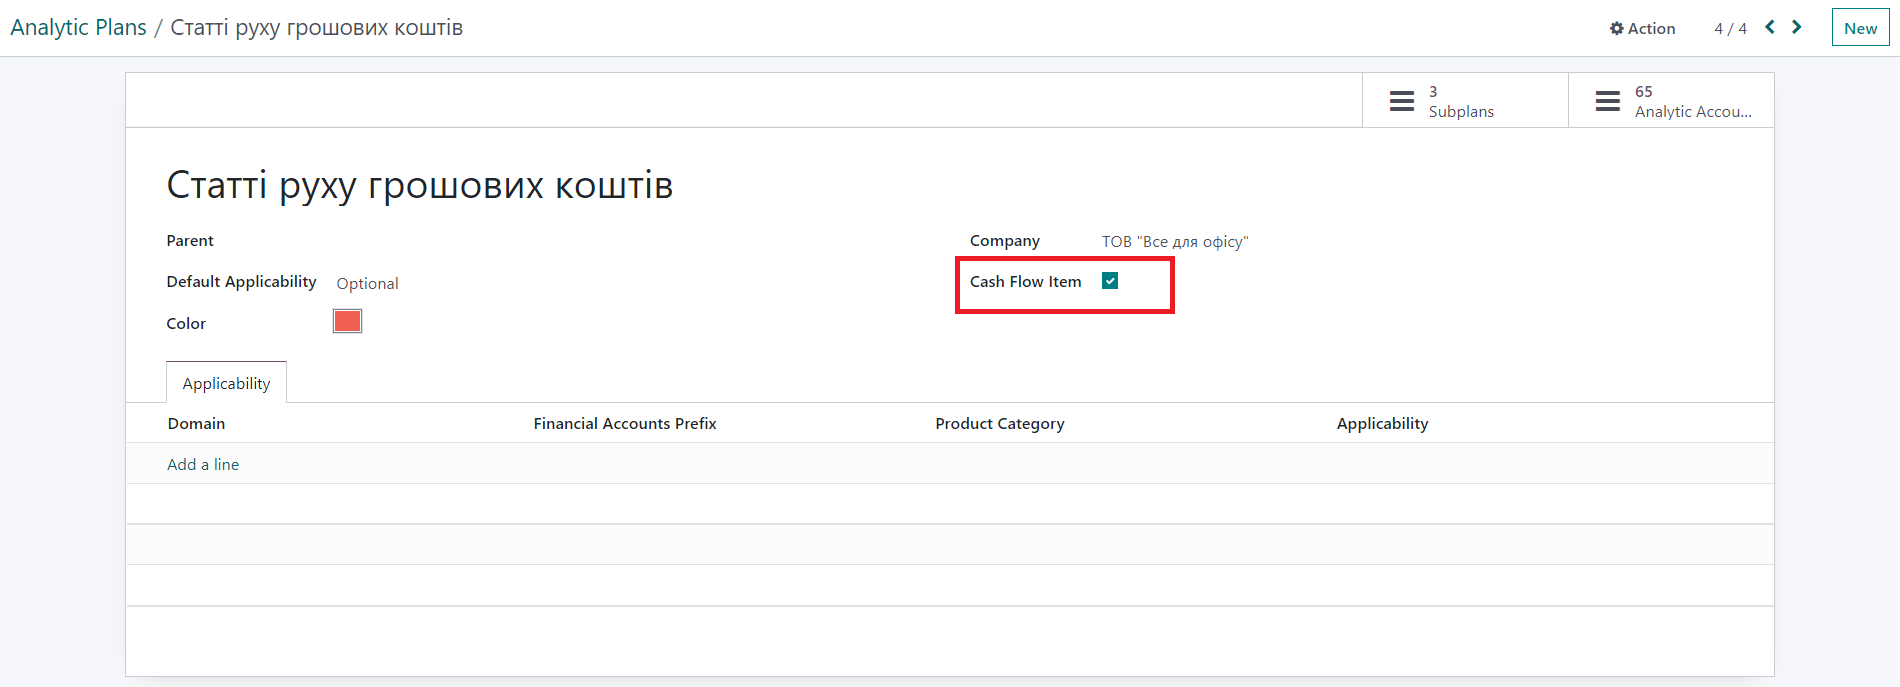 Analytic Plans / Статті руху грошових коштів
Action
4 / 4
New
3
Subplans
65
Analytic Accou...
Статті руху грошових коштів
Parent
Company ТОВ "Все для офісу"
Default Applicability Optional
Cash Flow Item
Color
Applicability
Domain Financial Accounts Prefix Product Category Applicability
Add a line